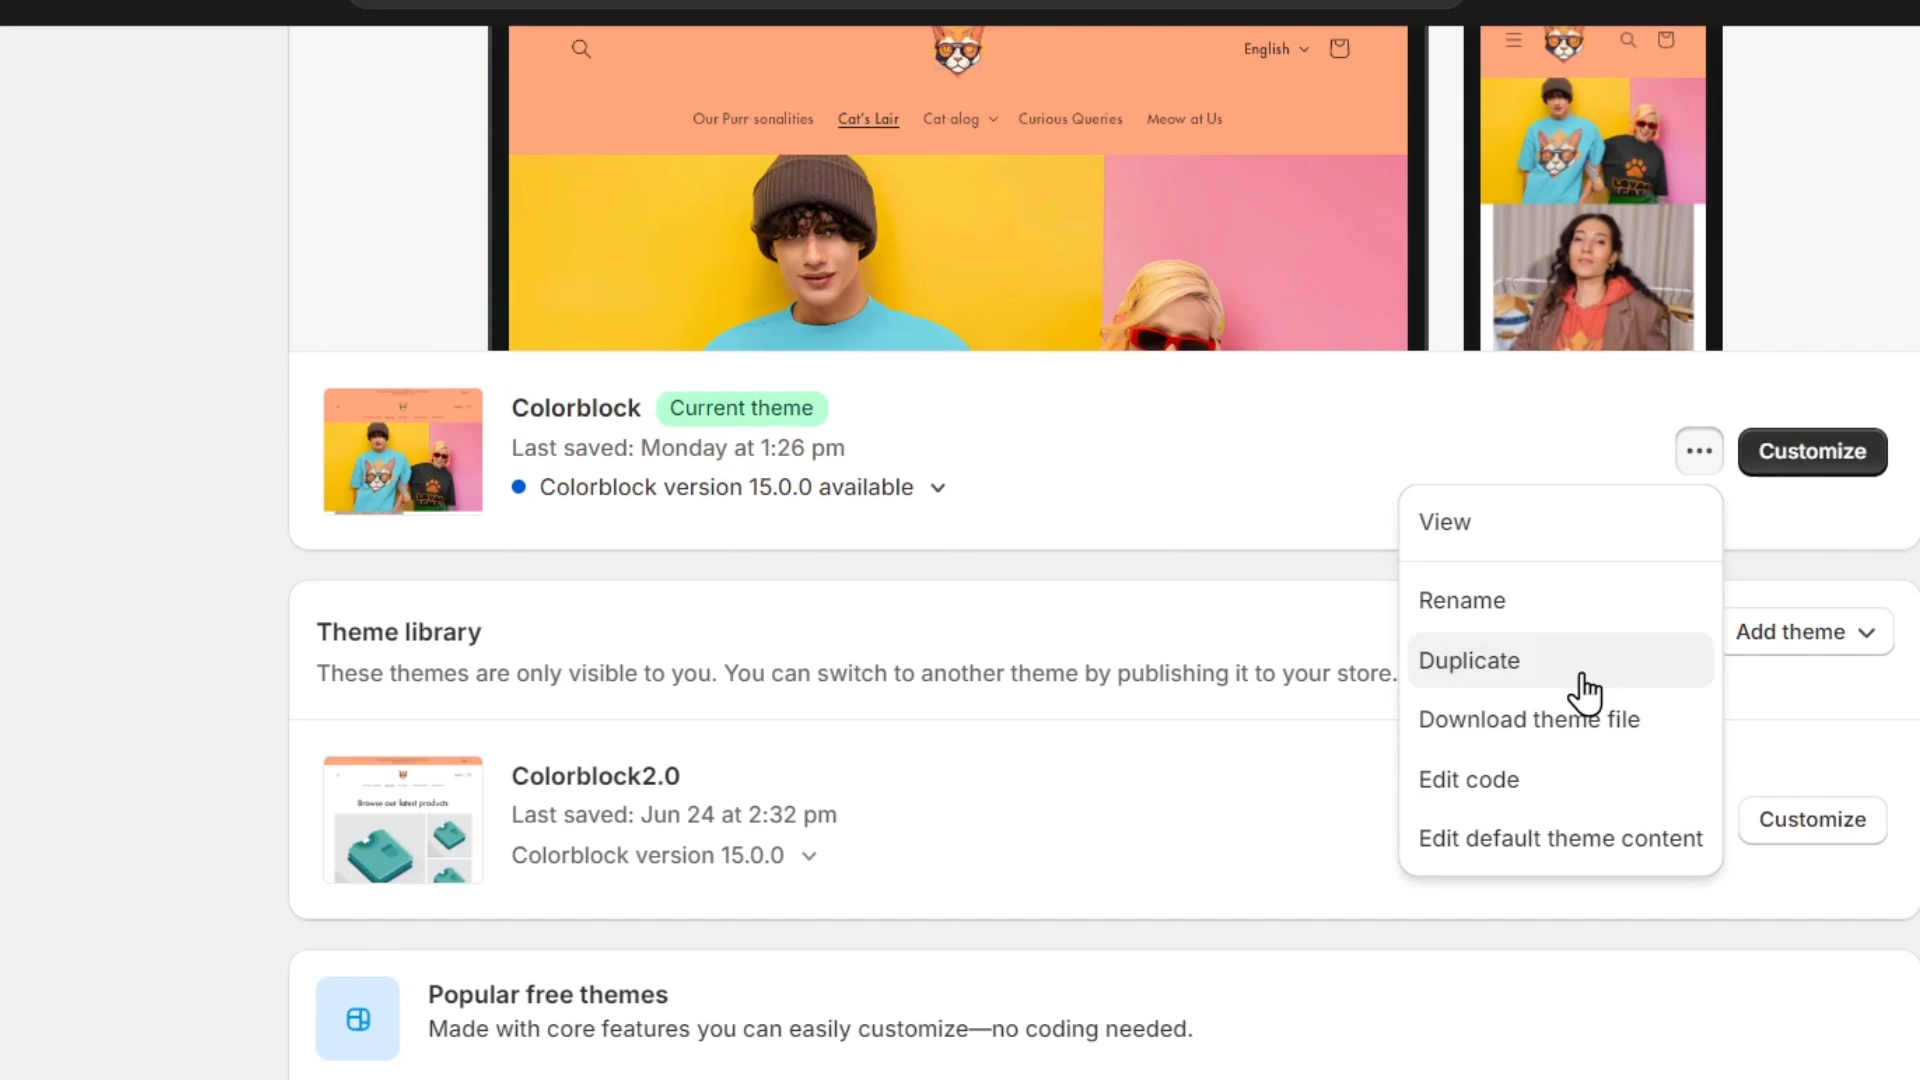 English
Our Purr sonalities
Cat's Lair
Cat alog
Curious Queries
Meow at Us
Colorblock
Current theme
Last saved: Monday at 1:26 pm
Colorblock version 15.0.0 available
Customize
View
Rename
Duplicate
Download theme file
Edit code
Edit default theme content
Theme library
Add theme
These themes are only visible to you. You can switch to another theme by publishing it to your store.
Browse our latest products
Colorblock2.0
Last saved: Jun 24 at 2:32 pm
Colorblock version 15.0.0
Customize
Popular free themes
Made with core features you can easily customize—no coding needed.